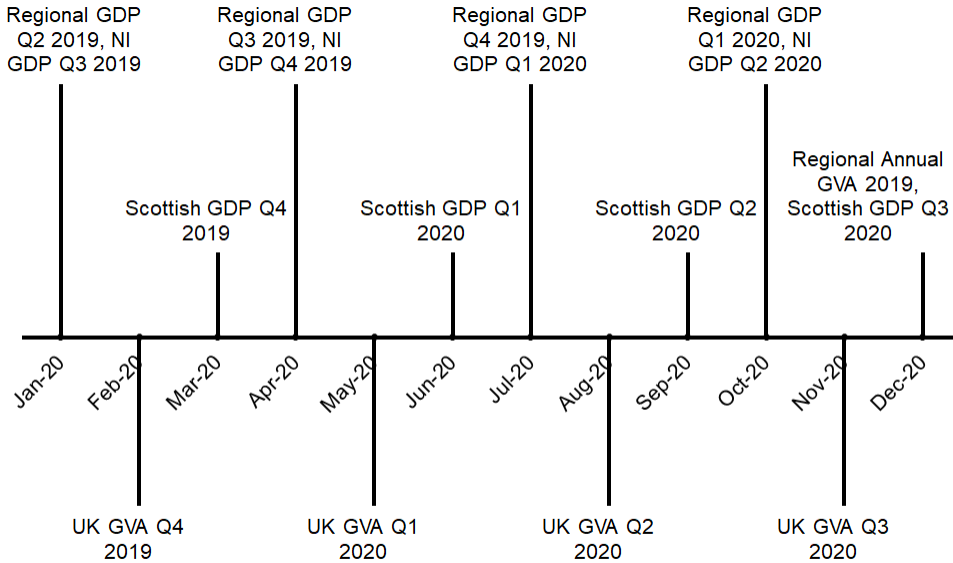 Regional GDP
Q2 2019, NI
GDP Q3 2019
Regional GDP
Q3 2019, NI
GDP Q4 2019
Regional GDP
Q4 2019, NI
GDP Q1 2020
Regional GDP
Q1 2020, NI
GDP Q2 2020
Regional Annual
GVA 2019,
Scottish GDP Q3
2020
Scottish GDP Q4
2019
Scottish GDP Q1
2020
Scottish GDP Q2
2020
Jan-20
Feb-20
Mar-20
Apr-20
May-20
Jun-20
Jul-20
Aug-20
Sep-20
Oct-20
Nov-20
Dec-20
UK GVA Q4
2019
UK GVA Q1
2020
UK GVA Q2
2020
UK GVA Q3
2020